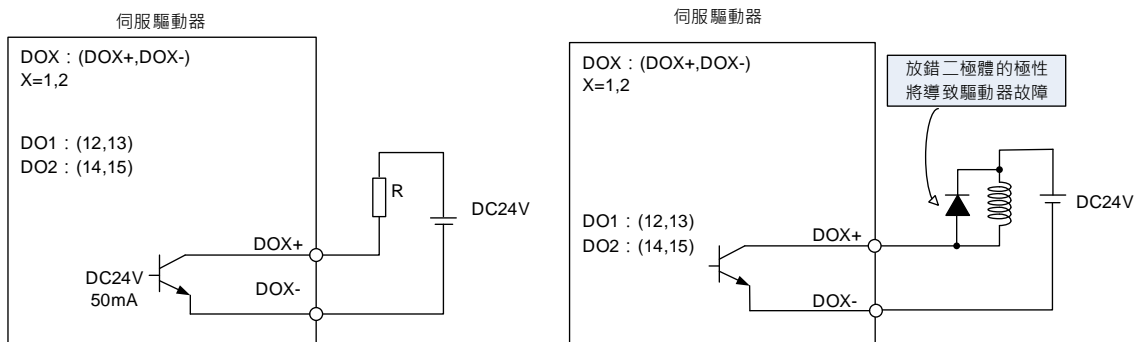 伺服驅動器
DOX : (DOX+,DOX-)
X=1,2
DO1 : (12,13)
DO2 : (14,15)
R
DC24V
DOX+
DC24V
50mA
DOX-
伺服驅動器
DOX : (DOX+,DOX-)
X=1,2
放錯二極體的極性
將導致驅動器故障
DC24V
DO1 : (12,13)
DO2 : (14,15)
DOX+
DOX-